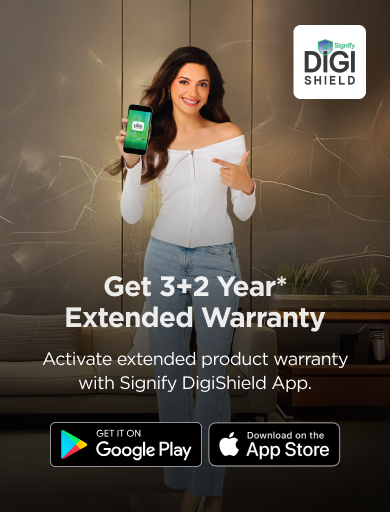 Signify
DiGI
SHIELD
DiGI
Get 3+2 Year*
Extended Warranty
Activate extended product warranty
with Signify DigiShield App.
GET IT ON
Google Play
Download on the
App Store